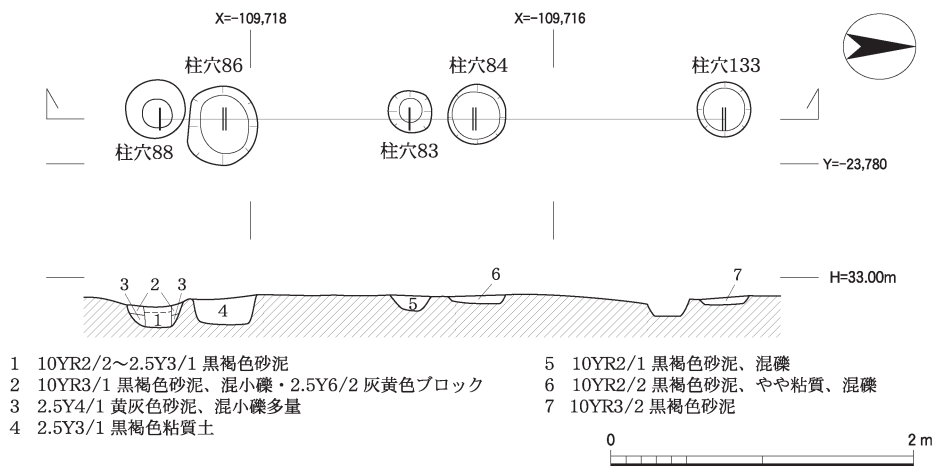 X=-109,718
X=-109,716
柱穴86
柱穴84
柱穴133
柱穴88
柱穴83
Y=-23,780
H=33.00m
3 2 3
6
7
1
4
5
1 10YR2/2～2.5Y3/1 黒褐色砂泥
2 10YR3/1 黒褐色砂泥、混小礫・2.5Y6/2 灰黄色ブロック
3 2.5Y4/1 黄灰色砂泥、混小礫多量
4 2.5Y3/1 黒褐色粘質土
5 10YR2/1 黒褐色砂泥、混礫
6 10YR2/2 黒褐色砂泥、やや粘質、混礫
7 10YR3/2 黒褐色砂泥
0 2 m